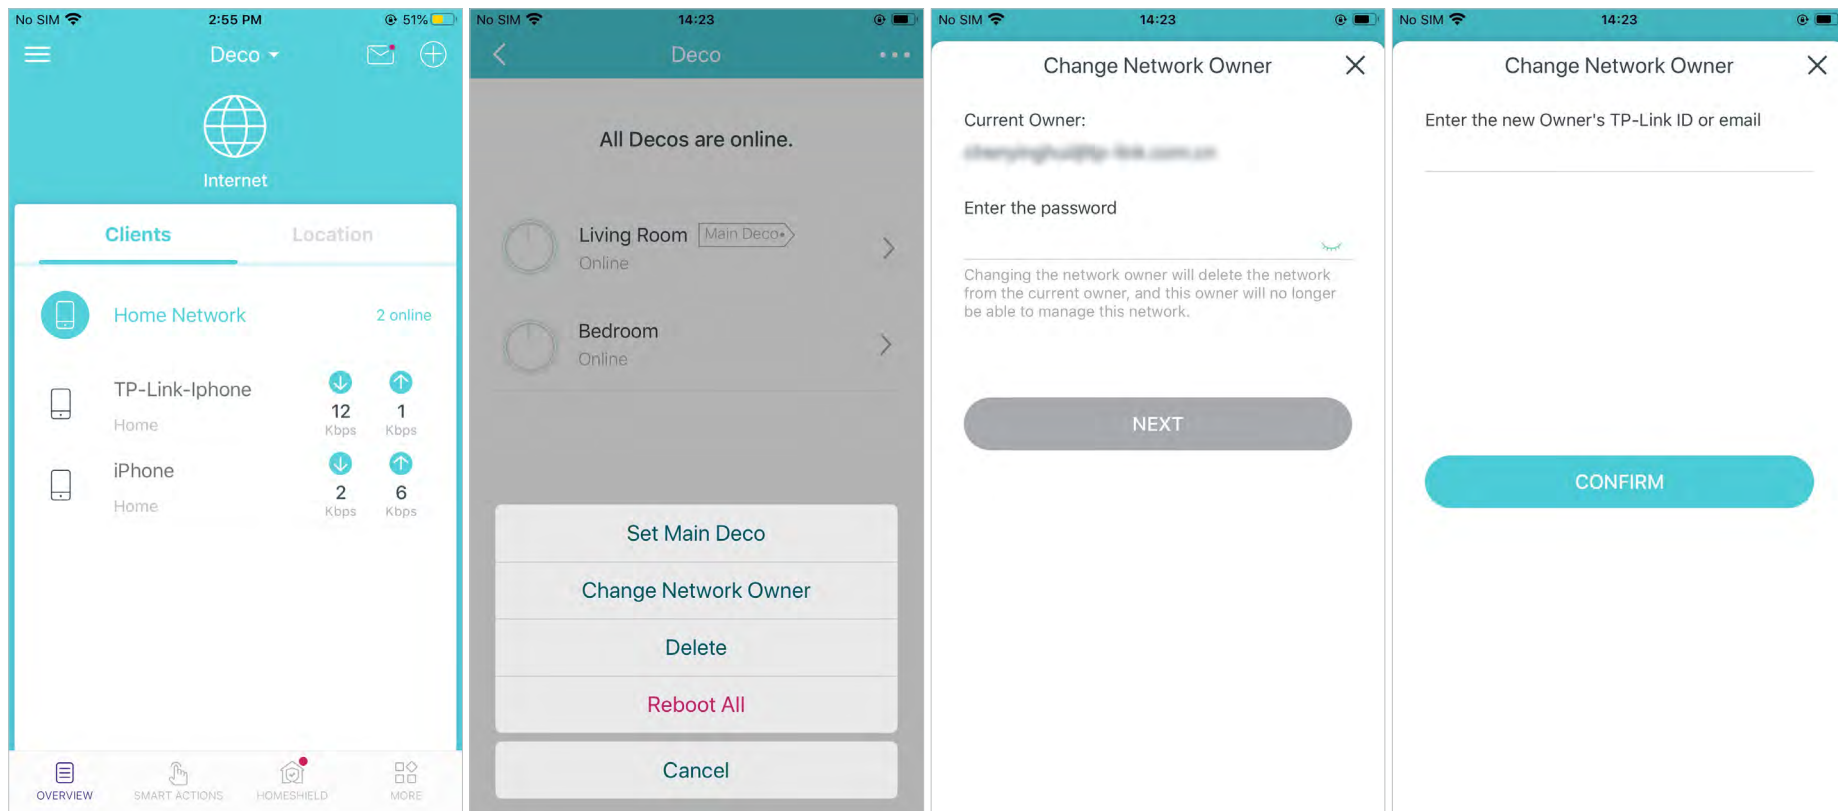 No SIM
2:55 PM
51%
Deco
Internet
Clients
Location
Home Network
2 online
TP-Link-Iphone
Home
12
Kbps
1
Kbps
iPhone
Home
2
Kbps
6
Kbps
OVERVIEW
SMART ACTIONS
HOMESHIELD
MORE
No SIM
14:23
Deco
All Decos are online.
Living Room
Main Deco
Online
Bedroom
Online
Set Main Deco
Change Network Owner
Delete
Reboot All
Cancel
No SIM
14:23
Change Network Owner
Current Owner:
Enter the password
Changing the network owner will delete the network
from the current owner, and this owner will no longer
be able to manage this network.
NEXT
No SIM
14:23
Change Network Owner
Enter the new Owner's TP-Link ID or email
CONFIRM